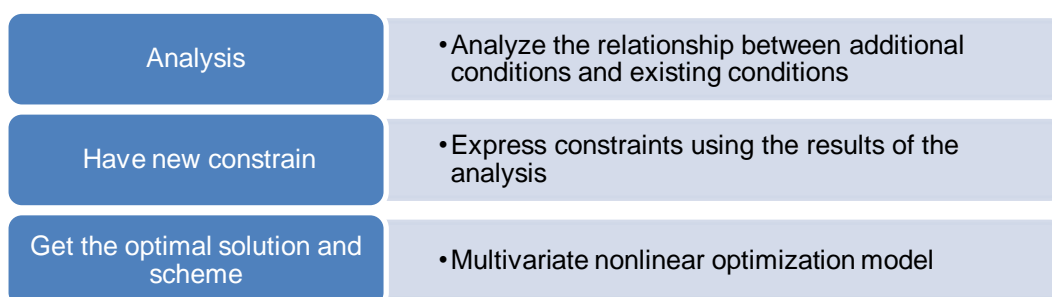 Analysis
•Analyze the relationship between additional
conditions and existing conditions
Have new constrain
•Express constraints using the results of the
analysis
Get the optimal solution and
scheme
•Multivariate nonlinear optimization model